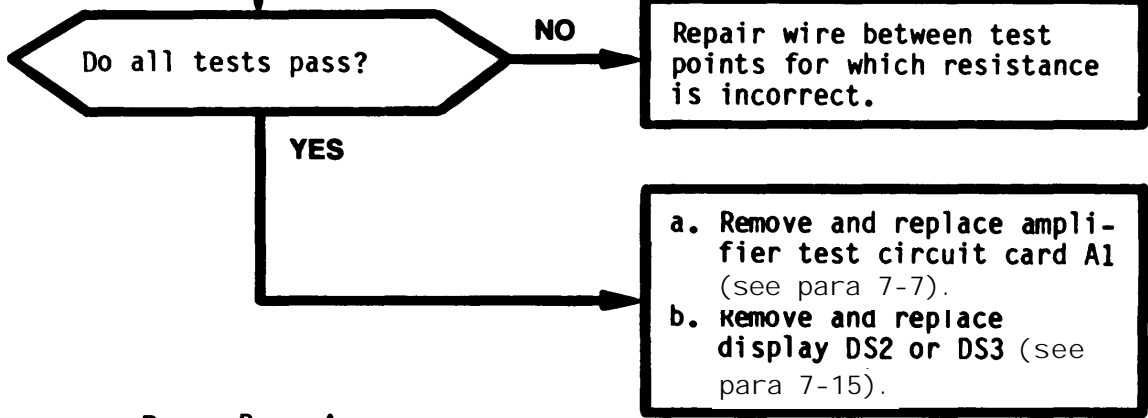 Do all tests pass?
NO
Repair wire between test
points for which resistance
is incorrect.
YES
a. Remove and replace ampli-
fier test circuit card A1
(see para 7-7).
b. Remove and replace
display DS2 or DS3 (see
para 7-15).